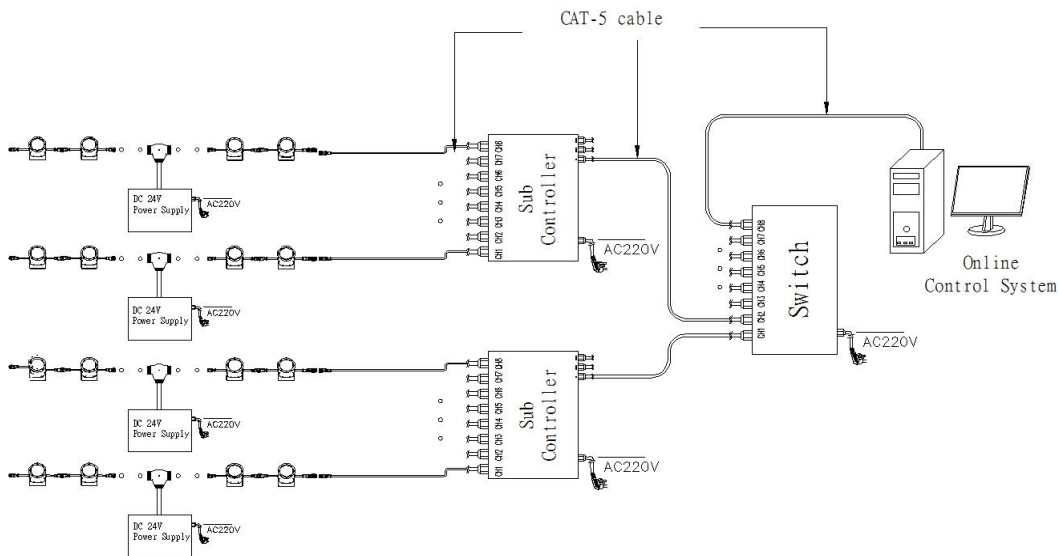 CAT-5 cable
DC 24V
Power Supply
AC220V
DC 24V
Power Supply
AC220V
DC 24V
Power Supply
AC220V
DC 24V
Power Supply
AC220V
CH8
CH7
CH6
CH5
CH4
CH3
CH2
CH1
Sub
Controller
AC220V
CH8
CH7
CH6
CH5
CH4
CH3
CH2
CH1
Sub
Controller
AC220V
CH8
CH7
CH6
CH5
CH4
CH3
CH2
CH1
Switch
AC220V
Online
Control System